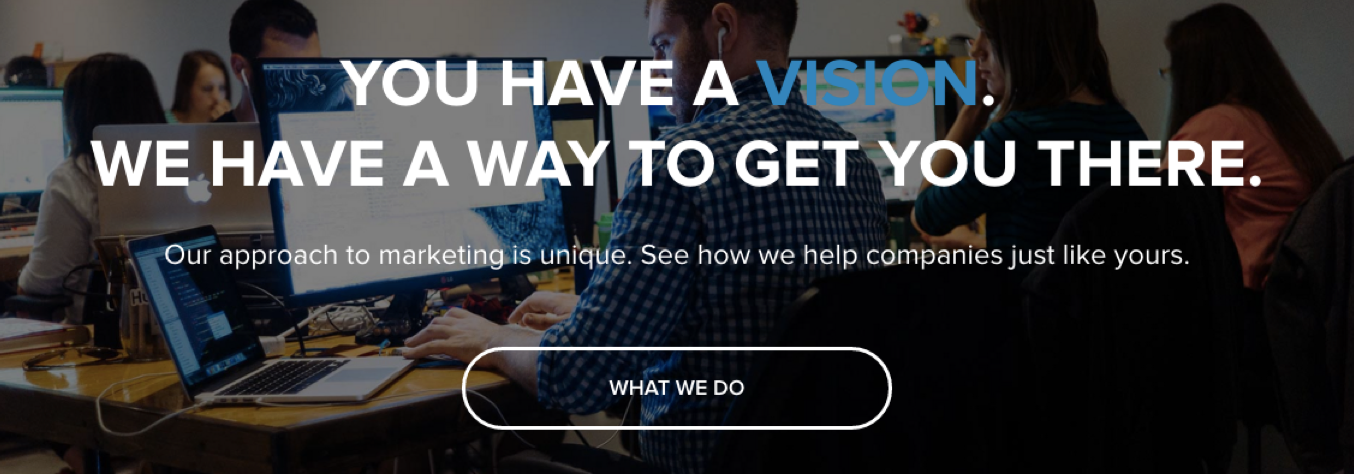 YOU HAVE A VISION.
WE HAVE A WAY TO GET YOU THERE.
Our approach to marketing is unique. See how we help companies just like yours.
WHAT WE DO